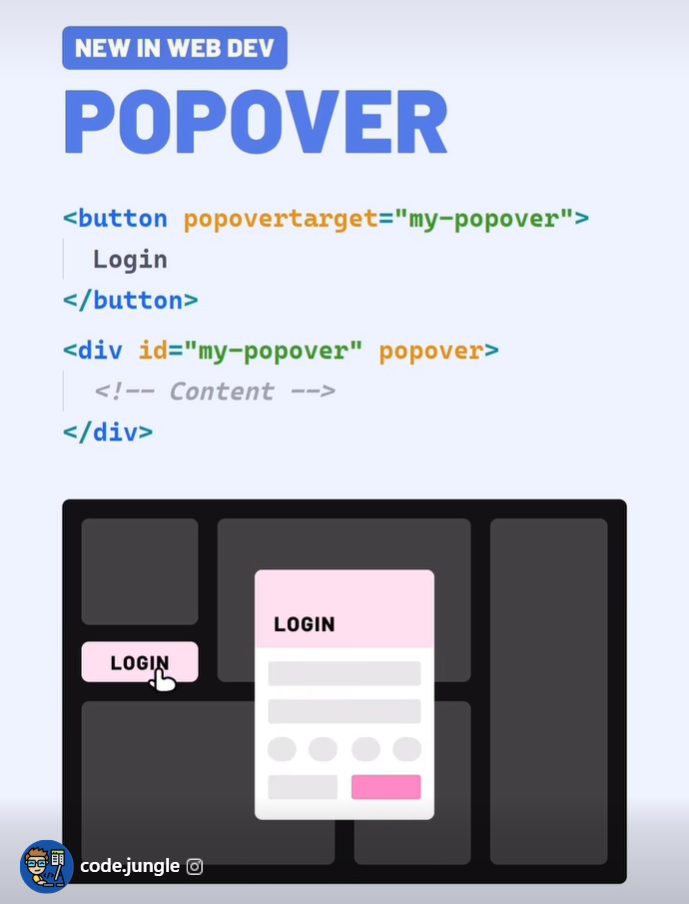 NEW IN WEB DEV
POPOVER
<button popovertarget="my-popover">
Login
</button>
<div id="my-popover" popover>
<!-- Content -->
</div>
LOGIN
LOGIN
code.jungle